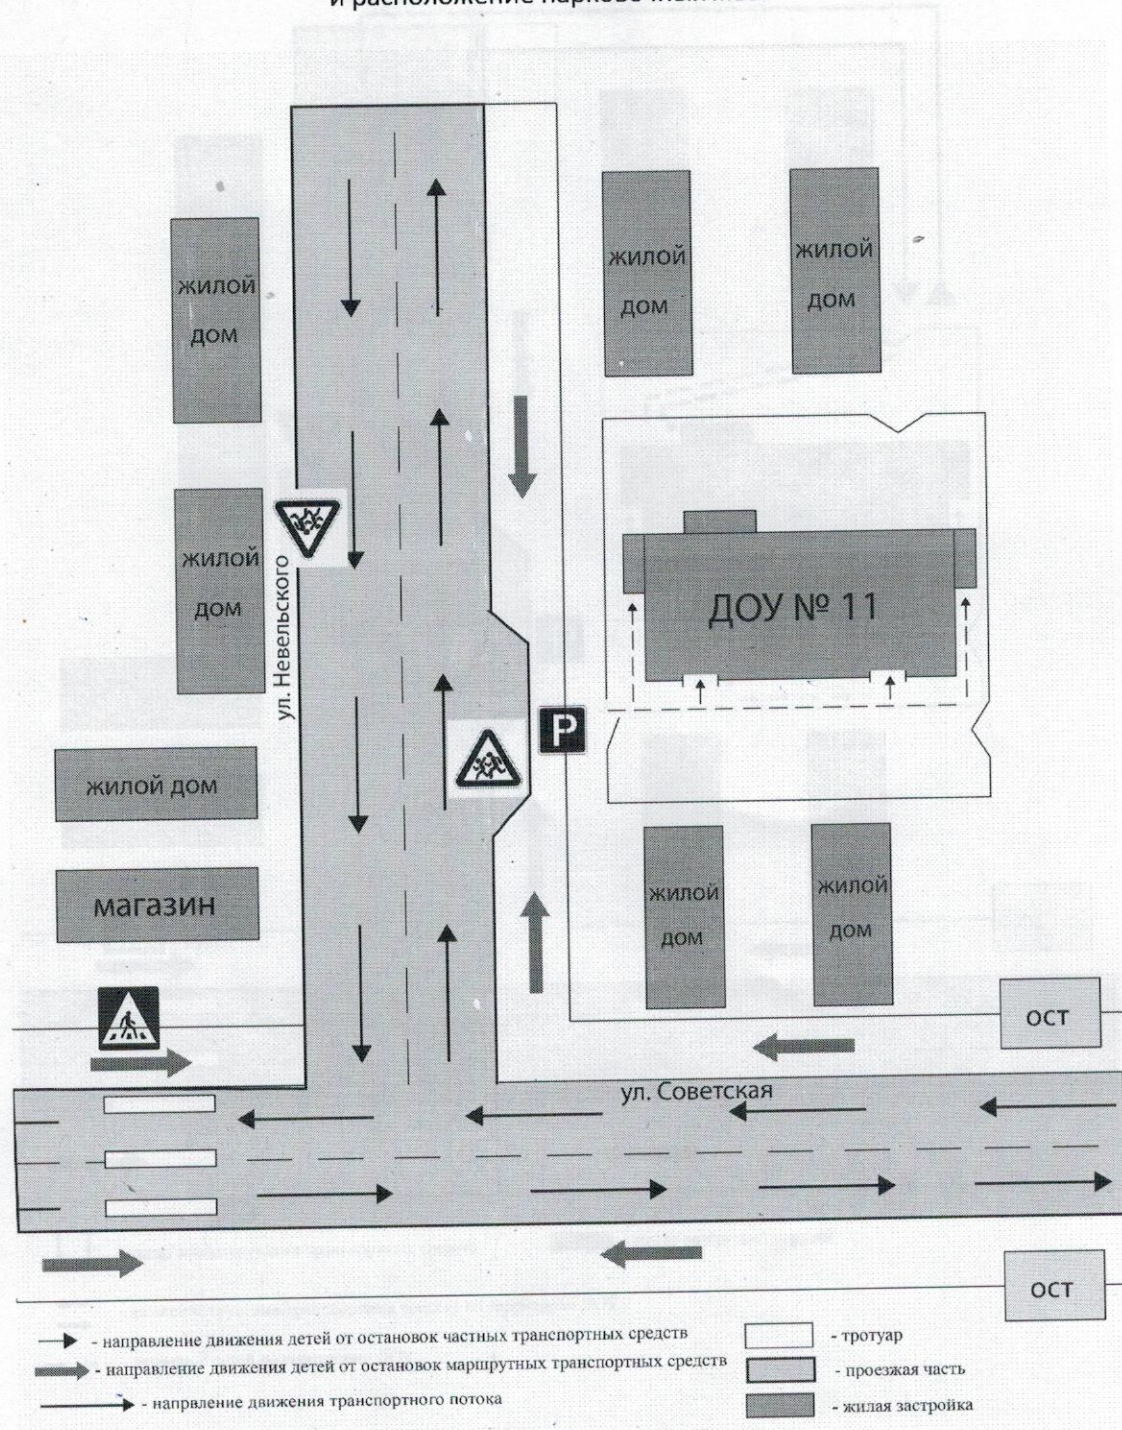 и расположение
ЖИЛОЙ
ДОМ
ЖИЛОЙ
ДОМ
ЖИЛОЙ
ДОМ
ЖИЛОЙ
ДОМ
ул. Невельского
ДОУ № 11
P
ЖИЛОЙ ДОМ
магазин
ЖИЛОЙ
ДОМ
ЖИЛОЙ
ДОМ
ОСТ
ул. Советская
ОСТ
- направление движения детей от остановок частных транспортных средств
- направление движения детей от остановок маршрутных транспортных средств
- напрвление движения транспортного потока
- тротуар
- проезжая часть
- жилая застройка